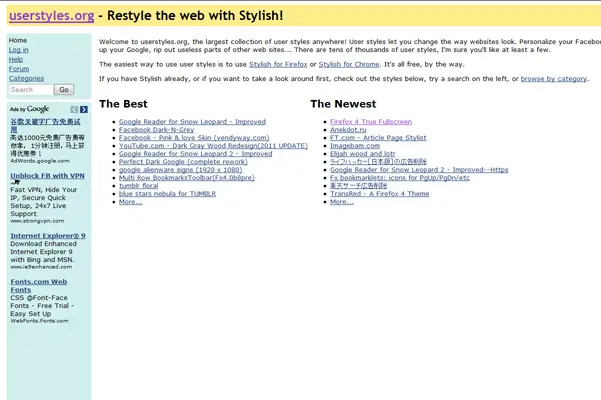 userstyles.org - Restyle the web with Stylish!
Home
Log in
Help
Forum
Categories
Search
Go
Welcome to userstyles.org, the largest collection of user styles anywhere! User styles let you change the way websites look. Personalize your Facebo
up your Google, rip out useless parts of other web sites... There are tens of thousands of user styles, I'm sure you'll like at least a few.
The easiest way to use user styles is to use Stylish for Firefox or Stylish for Chrome. It's all free, by the way.
If you have Stylish already, or if you want to take a look around first, check out the styles below, try a search on the left, or browse by category.
Ads by Google
谷歌关键字广告免费试用
高达1000元免费广告费等你拿，马上获得优惠券！
AdWords.google.com
Unblock FB with VPN
Fast VPN, Hide Your
IP, Secure Quick
Setup, 24x7 Live
Support
www.strongvpn.com
Internet Explorer® 9
Download Enhanced
Internet Explorer 9
with Bing and MSN.
www.ie9enhanced.com
Fonts.com Web
Fonts
CSS @Font-Face
Fonts - Free Trial -
Easy Set Up
WebFonts.Fonts.com
The Best
Google Reader for Snow Leopard - Improved
Facebook Dark-N-Grey
Facebook - Pink & love Skin (vendyway.com)
YouTube.com - Dark Gray Wood Redesign(2011 UPDATE)
Google Reader for Snow Leopard 2 - Improved
Perfect Dark Google (complete rework)
google alienware signs (1920 x 1080)
Multi Row BookmarksToolbar(Fx4.0b8pre)
tumblr floral
blue stars nebula for TUMBLR
More...
The Newest
Firefox 4 True Fullscreen
Anekdot.ru
FT.com - Article Page Stylist
Imagebam.com
Elijah wood and lotr
ライフハッカー[日本版]の広告削除
Google Reader for Snow Leopard 2 - Improved--Https
Fx bookmarklets: icons for PgUp/PgDn/etc
楽天サーチ広告削除
TransRed - A Firefox 4 Theme
More...